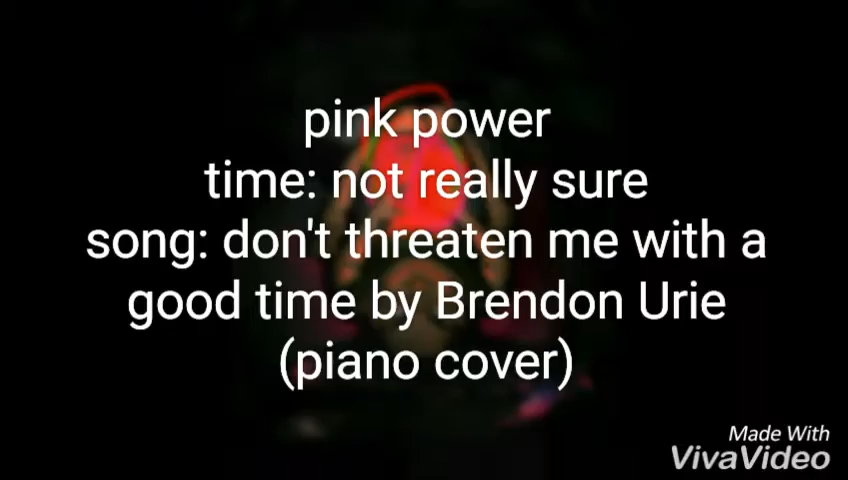 pink power
time: not really sure
song: don't threaten me with a
good time by Brendon Urie
(piano cover)
Made With
VivaVideo